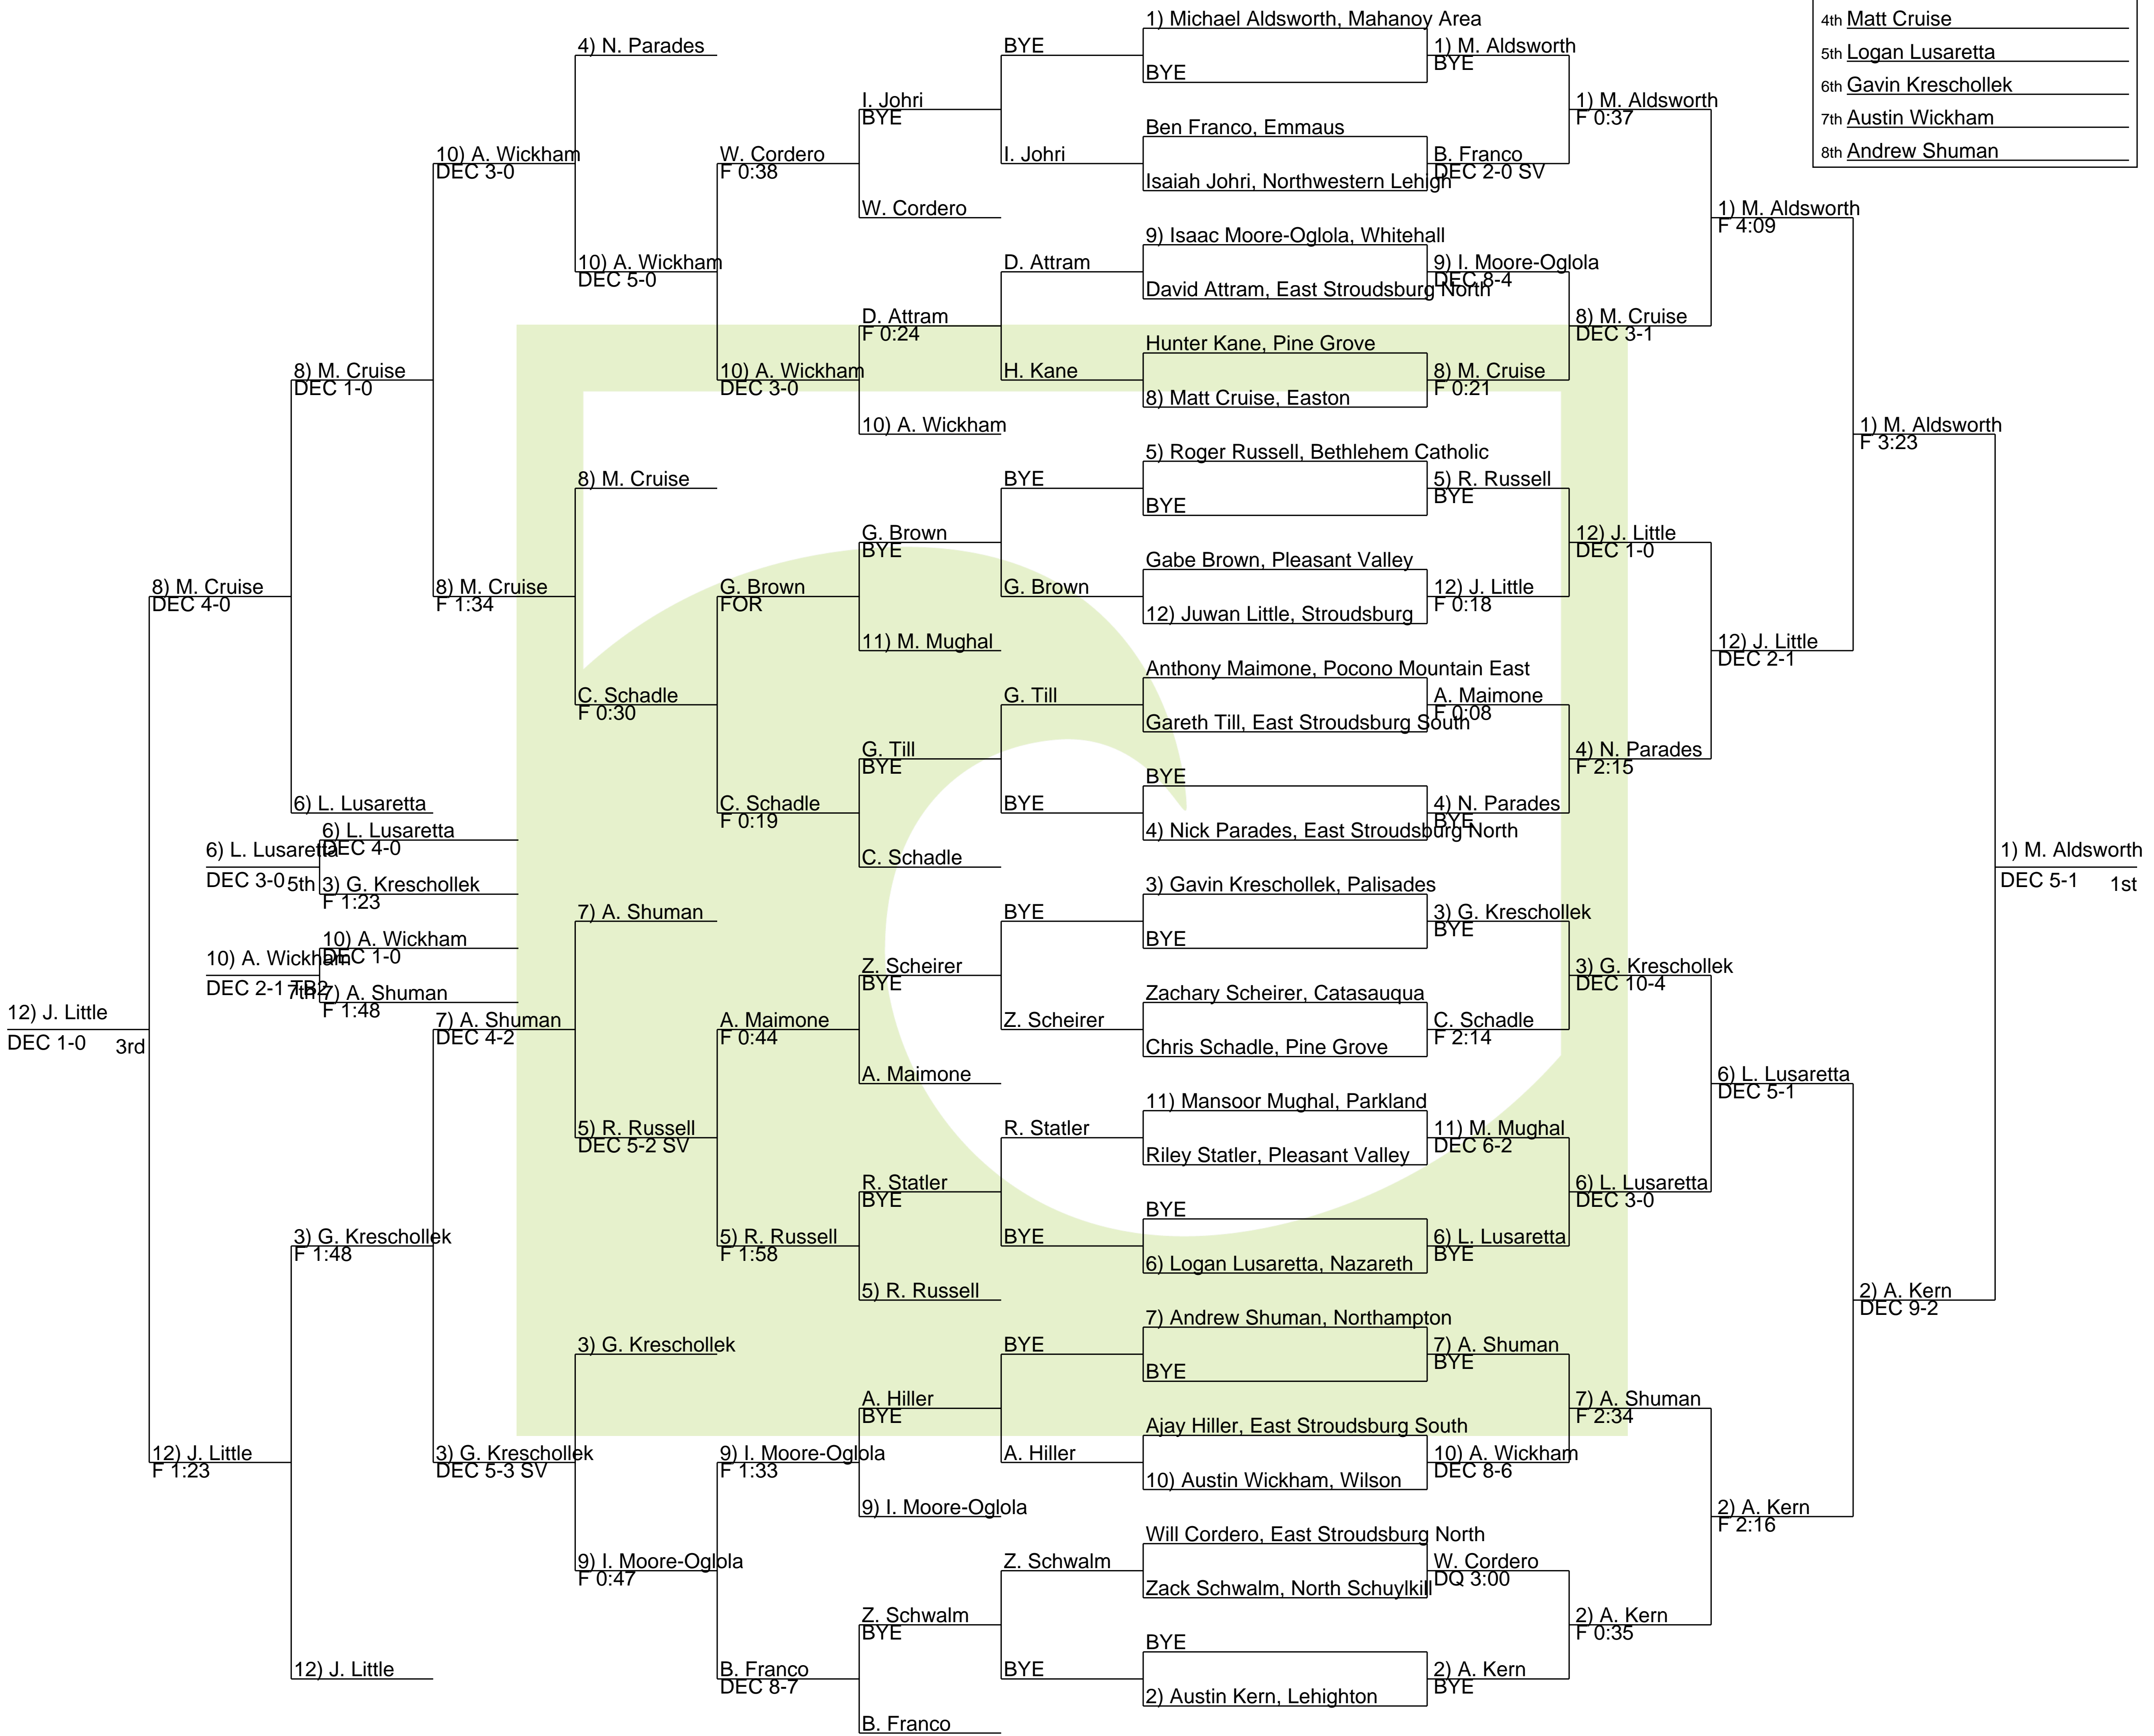 4th Matt Cruise
5th Logan Lusaretta
6th Gavin Kreschollek
7th Austin Wickham
8th Andrew Shuman
1) Michael Aldsworth, Mahanoy Area
BYE
Ben Franco, Emmaus
Isaiah Johri, Northwestern Lehigh
9) Isaac Moore-Oglola, Whitehall
David Attram, East Stroudsburg North
Hunter Kane, Pine Grove
8) Matt Cruise, Easton
5) Roger Russell, Bethlehem Catholic
BYE
Gabe Brown, Pleasant Valley
12) Juwan Little, Stroudsburg
Anthony Maimone, Pocono Mountain East
Gareth Till, East Stroudsburg South
BYE
4) Nick Parades, East Stroudsburg North
3) Gavin Kreschollek, Palisades
BYE
Zachary Scheirer, Catasauqua
Chris Schadle, Pine Grove
11) Mansoor Mughal, Parkland
Riley Statler, Pleasant Valley
BYE
6) Logan Lusaretta, Nazareth
7) Andrew Shuman, Northampton
BYE
Ajay Hiller, East Stroudsburg South
10) Austin Wickham, Wilson
Will Cordero, East Stroudsburg North
Zack Schwalm, North Schuylkill
BYE
2) Austin Kern, Lehighton
1) M. Aldsworth
BYE
B. Franco
DEC 2-0 SV
9) I. Moore-Oglola
DEC 8-4
8) M. Cruise
F 0:21
5) R. Russell
BYE
12) J. Little
F 0:18
A. Maimone
F 0:08
4) N. Parades
BYE
3) G. Kreschollek
BYE
C. Schadle
F 2:14
11) M. Mughal
DEC 6-2
6) L. Lusaretta
BYE
7) A. Shuman
BYE
10) A. Wickham
DEC 8-6
W. Cordero
DQ 3:00
2) A. Kern
BYE
1) M. Aldsworth
F 0:37
8) M. Cruise
DEC 3-1
12) J. Little
DEC 1-0
4) N. Parades
F 2:15
3) G. Kreschollek
DEC 10-4
6) L. Lusaretta
DEC 3-0
7) A. Shuman
F 2:34
2) A. Kern
F 0:35
1) M. Aldsworth
F 4:09
12) J. Little
DEC 2-1
6) L. Lusaretta
DEC 5-1
2) A. Kern
F 2:16
1) M. Aldsworth
F 3:23
2) A. Kern
DEC 9-2
1) M. Aldsworth
DEC 5-1 1st
BYE
I. Johri
D. Attram
H. Kane
BYE
G. Brown
G. Till
BYE
BYE
Z. Scheirer
R. Statler
BYE
BYE
A. Hiller
Z. Schwalm
BYE
I. Johri
BYE
W. Cordero
D. Attram
F 0:24
10) A. Wickham
G. Brown
BYE
11) M. Mughal
G. Till
BYE
C. Schadle
Z. Scheirer
BYE
A. Maimone
R. Statler
BYE
5) R. Russell
A. Hiller
BYE
9) I. Moore-Oglola
Z. Schwalm
BYE
B. Franco
W. Cordero
F 0:38
10) A. Wickham
DEC 3-0
G. Brown
FOR
C. Schadle
F 0:19
A. Maimone
F 0:44
5) R. Russell
F 1:58
9) I. Moore-Oglola
F 1:33
B. Franco
DEC 8-7
4) N. Parades
10) A. Wickham
DEC 5-0
8) M. Cruise
C. Schadle
F 0:30
7) A. Shuman
5) R. Russell
DEC 5-2 SV
3) G. Kreschollek
9) I. Moore-Oglola
F 0:47
10) A. Wickham
DEC 3-0
8) M. Cruise
F 1:34
7) A. Shuman
DEC 4-2
3) G. Kreschollek
DEC 5-3 SV
8) M. Cruise
DEC 1-0
6) L. Lusaretta
3) G. Kreschollek
F 1:48
12) J. Little
8) M. Cruise
DEC 4-0
12) J. Little
F 1:23
12) J. Little
DEC 1-0 3rd
6) L. Lusaretta
DEC 4-0
3) G. Kreschollek
F 1:23
6) L. Lusaretta
DEC 3-0 5th
10) A. Wickham
DEC 1-0
7) A. Shuman
F 1:48
10) A. Wickham
DEC 2-1 TB2 7th